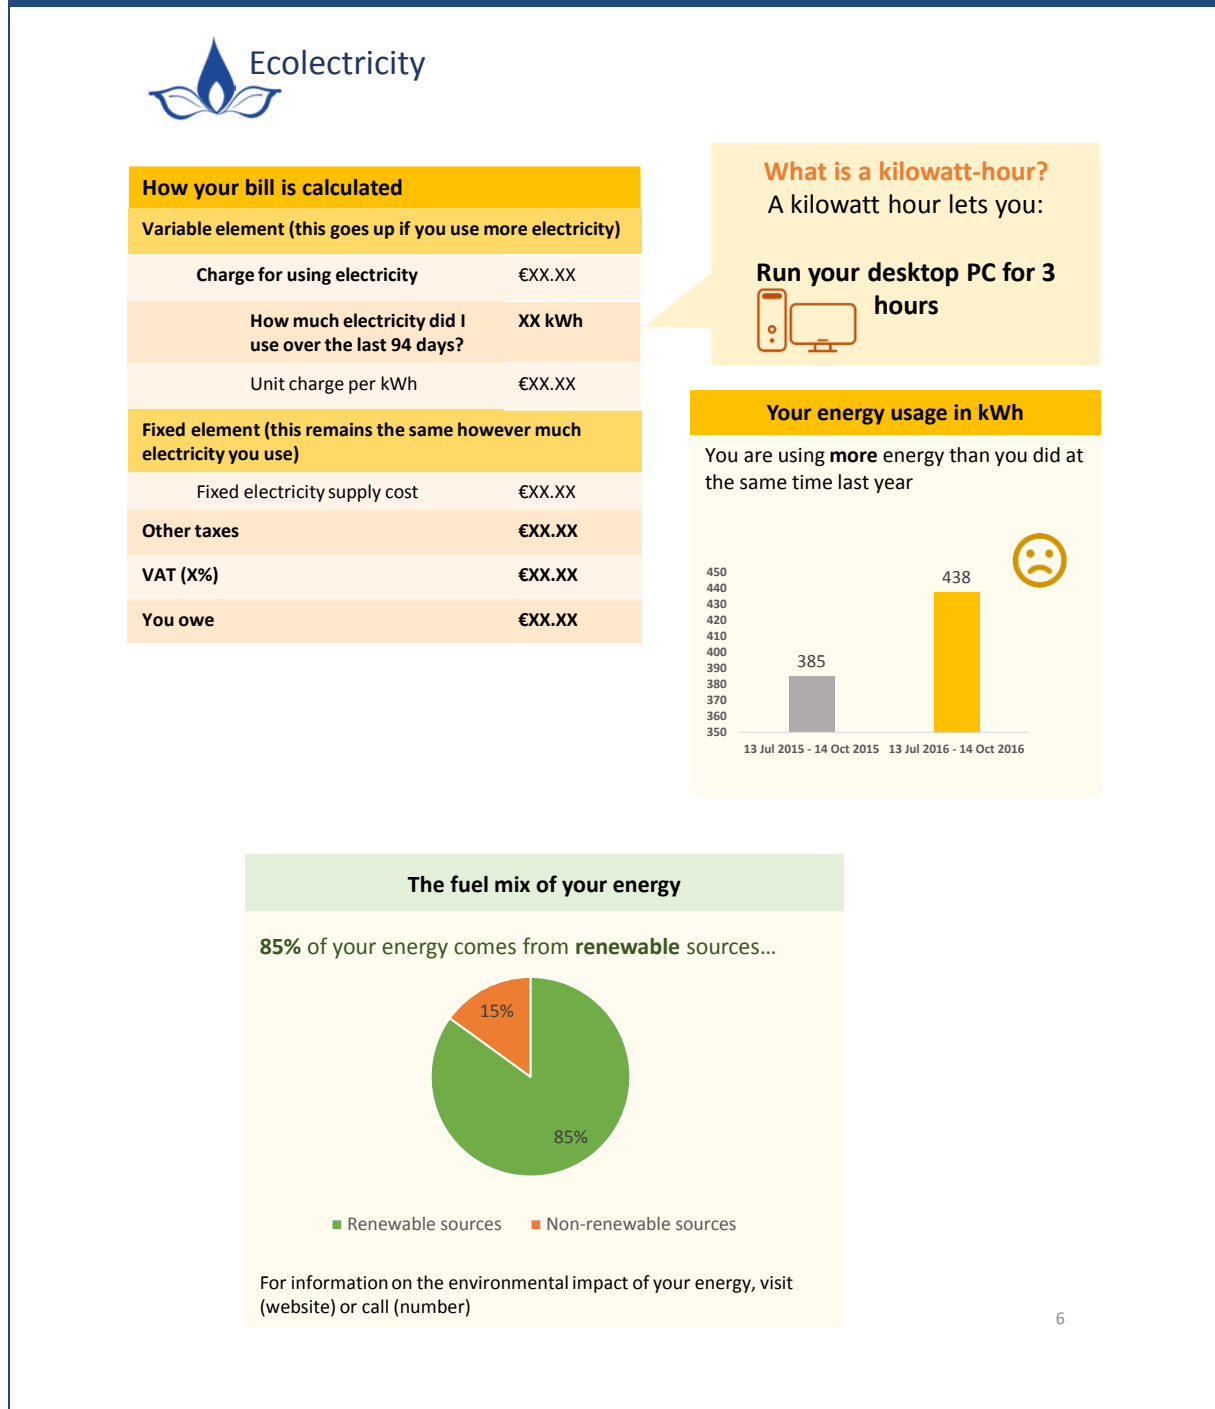 Ecolectricity
How your bill is calculated
Variable element (this goes up if you use more electricity)
Charge for using electricity €XX.XX
How much electricity did I XX kWh
use over the last 94 days?
Unit charge per kWh €XX.XX
Fixed element (this remains the same however much
electricity you use)
Fixed electricity supply cost €XX.XX
Other taxes €XX.XX
VAT (X%) €XX.XX
You owe €XX.XX
What is a kilowatt-hour?
A kilowatt hour lets you:
Run your desktop PC for 3
hours
Your energy usage in kWh
You are using more energy than you did at
the same time last year
450
440
430
420
410
400
390
380
370
360
350
385
438
13 Jul 2015 - 14 Oct 2015 13 Jul 2016 - 14 Oct 2016
The fuel mix of your energy
85% of your energy comes from renewable sources...
15%
85%
Renewable sources Non-renewable sources
For information on the environmental impact of your energy, visit
(website) or call (number)
6